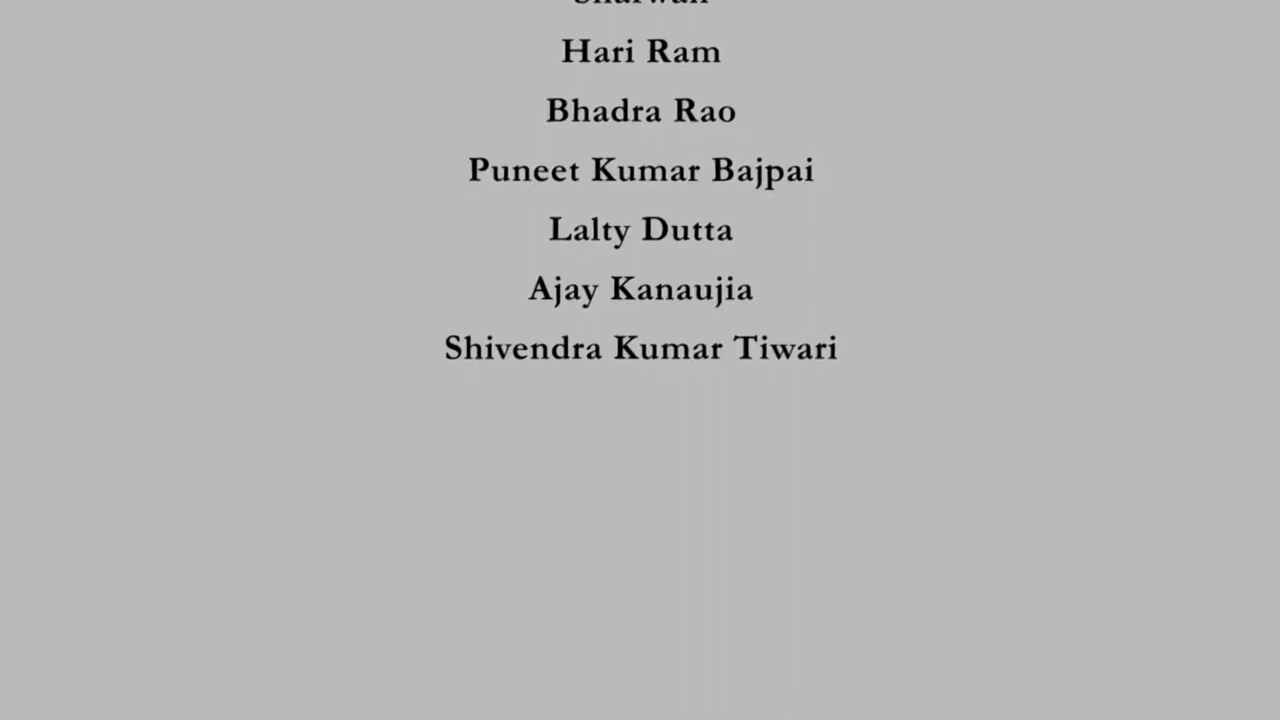 Hari Ram
Bhadra Rao
Puneet Kumar Bajpai
Lalty Dutta
Ajay Kanaujia
Shivendra Kumar Tiwari